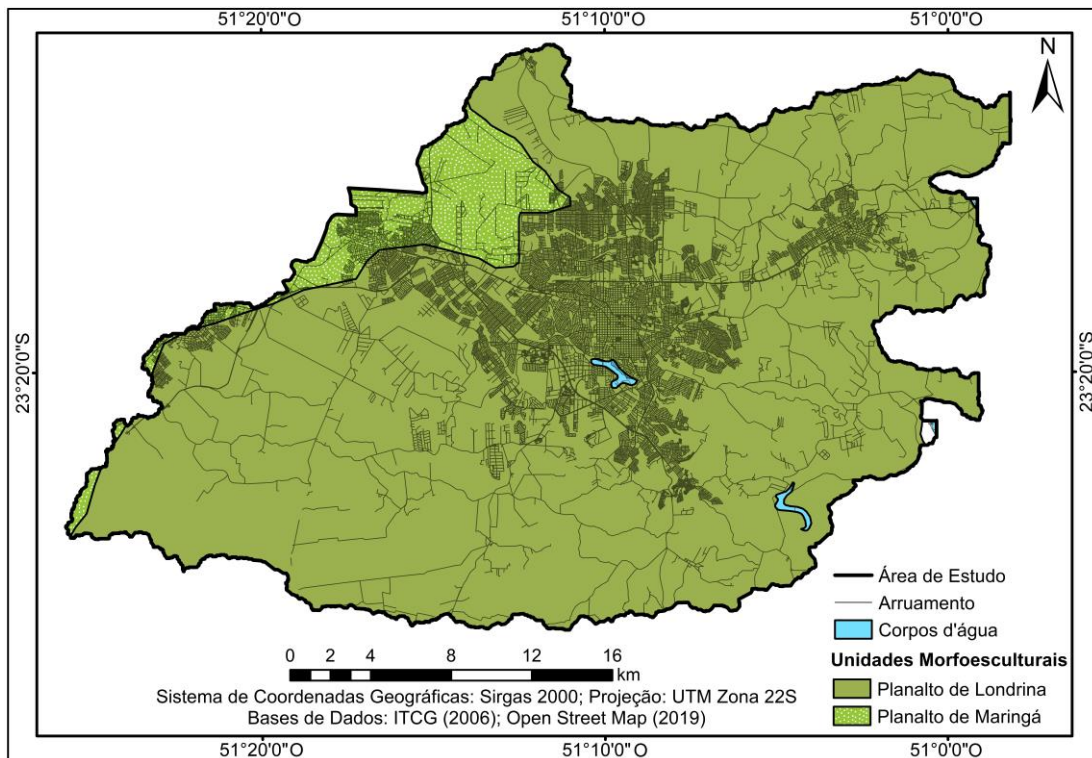 51°20'0"O 51°10'0"O 51°0'0"O
N
23°20'0"S 23°20'0"S
Área de Estudo
Arruamento
Corpos d'água
Unidades Morfoesculturais
Planalto de Londrina
Planalto de Maringá
0 2 4 8 12 16
km
Sistema de Coordenadas Geográficas: Sirgas 2000; Projeção: UTM Zona 22S
Bases de Dados: ITCG (2006); Open Street Map (2019)
51°20'0"O 51°10'0"O 51°0'0"O